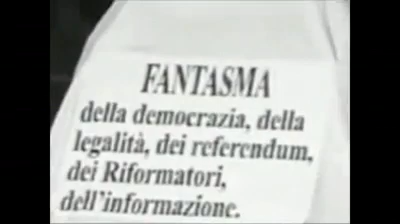 FANTASMA
della democrazia, della
legalità, dei referendum,
dei Riformatori,
dell'informazione.